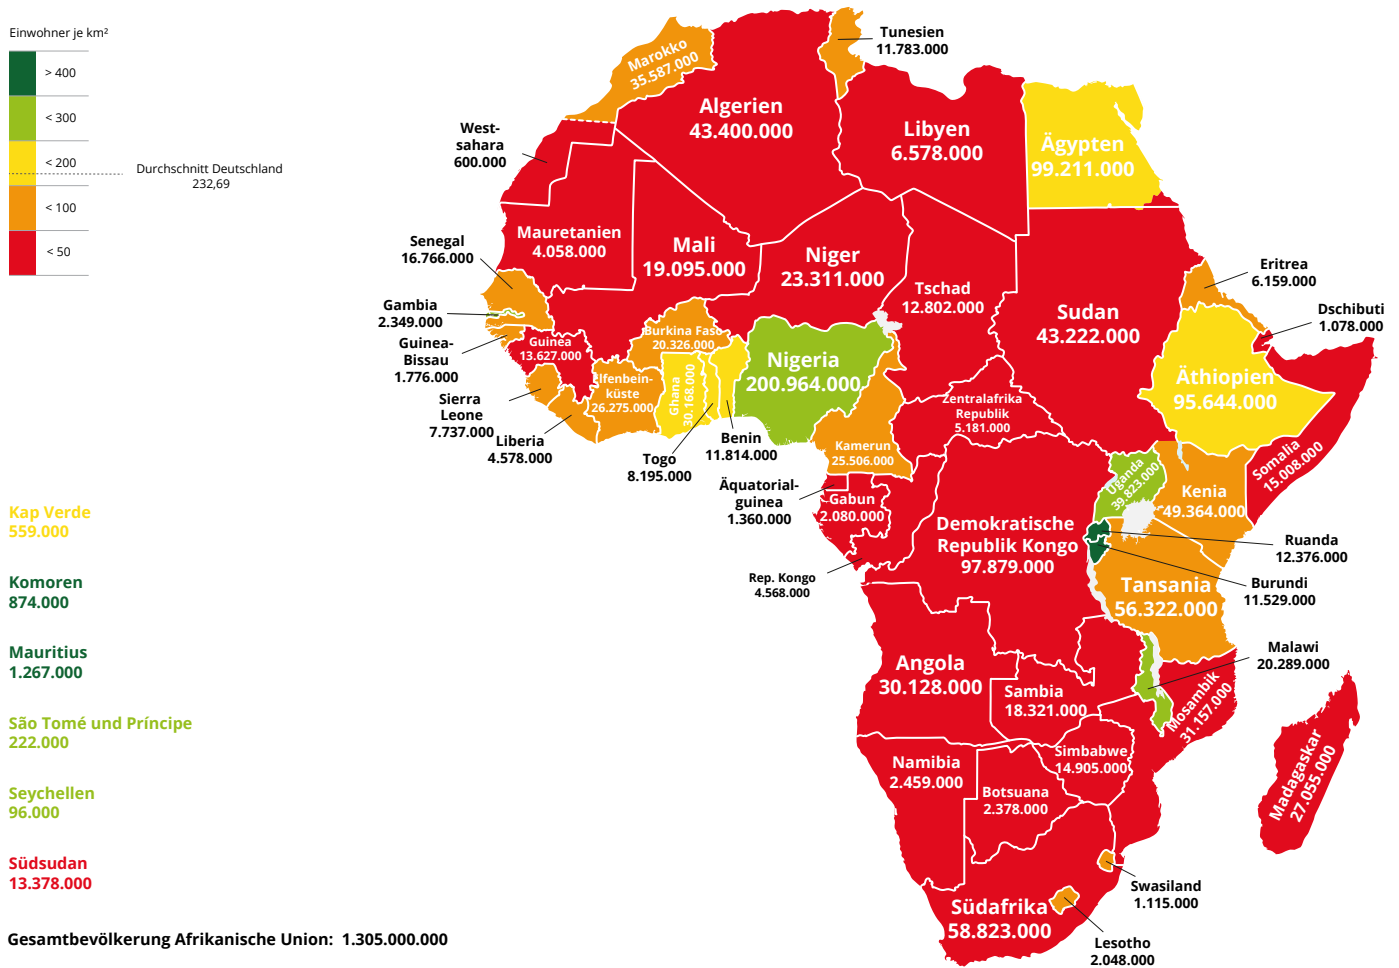 Einwohner je km²
> 400
< 300
< 200
< 100
< 50
Durchschnitt Deutschland
232,69
Marokko
35.587.000
Tunesien
11.783.000
Algerien
43.400.000
Libyen
6.578.000
Ägypten
99.211.000
West-
sahara
600.000
Mauretanien
4.058.000
Mali
19.095.000
Niger
23.311.000
Tschad
12.802.000
Sudan
43.222.000
Eritrea
6.159.000
Dschibuti
1.078.000
Senegal
16.766.000
Gambia
2.349.000
Guinea-
Bissau
1.776.000
Guinea
13.627.000
Sierra
Leone
7.737.000
Liberia
4.578.000
Elfenbein-
küste
26.275.000
Burkina Faso
20.326.000
Ghana
30.168.000
Togo
8.195.000
Benin
11.814.000
Nigeria
200.964.000
Kamerun
25.506.000
Zentralafrika
Republik
5.181.000
Äthiopien
95.644.000
Somalia
15.008.000
Äquatorial-
guinea
1.360.000
Gabun
2.080.000
Rep. Kongo
4.568.000
Demokratische
Republik Kongo
97.879.000
Uganda
39.823.000
Kenia
49.364.000
Ruanda
12.376.000
Burundi
11.529.000
Tansania
56.322.000
Malawi
20.289.000
Angola
30.128.000
Sambia
18.321.000
Mosambik
31.157.000
Simbabwe
14.905.000
Namibia
2.459.000
Botsuana
2.378.000
Madagaskar
27.055.000
Swasiland
1.115.000
Südafrika
58.823.000
Lesotho
2.048.000
Kap Verde
559.000
Komoren
874.000
Mauritius
1.267.000
São Tomé und Príncipe
222.000
Seychellen
96.000
Südsudan
13.378.000
Gesamtbevölkerung Afrikanische Union: 1.305.000.000